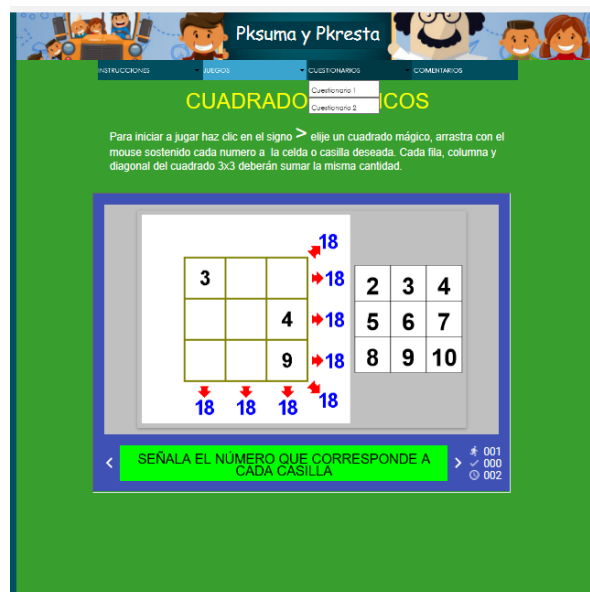 Pksuma y Pkresta
INSTRUCCIONES JUEGOS CUESTIONARIOS COMENTARIOS
Cuestionario 1
Cuestionario 2
CUADRADO ICOS
Para iniciar a jugar haz clic en el signo > elije un cuadrado mágico, arrastra con el
mouse sostenido cada numero a la celda o casilla deseada. Cada fila, columna y
diagonal del cuadrado 3x3 deberán sumar la misma cantidad.
18
3 18
4 18
9 18
18 18 18 18
2 3 4
5 6 7
8 9 10
SEÑALA EL NÚMERO QUE CORRESPONDE A
CADA CASILLA
001
000
002